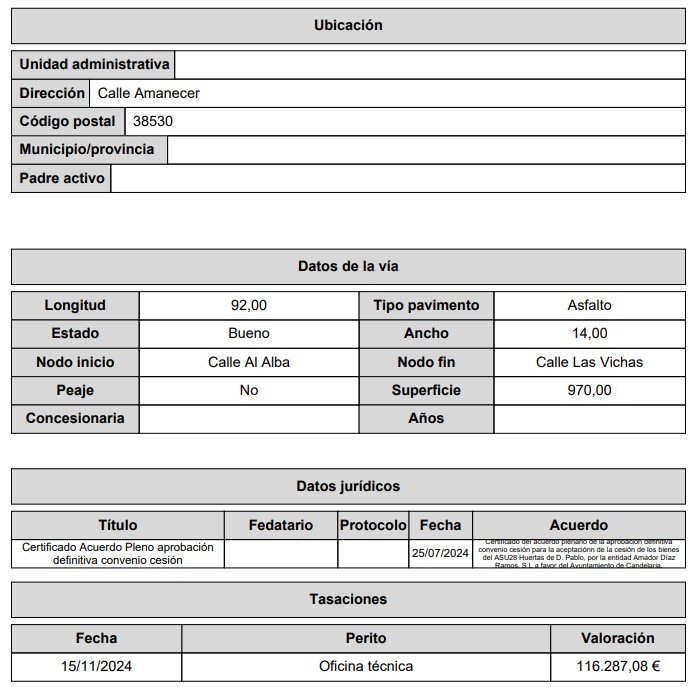 Ubicación
Unidad administrativa
Dirección Calle Amanecer
Código postal 38530
Municipio/provincia
Padre activo
Datos de la vía
Longitud 92,00 Tipo pavimento Asfalto
Estado Bueno Ancho 14,00
Nodo inicio Calle Al Alba Nodo fin Calle Las Vichas
Peaje No Superficie 970,00
Concesionaria Años
Datos jurídicos
Título Fedatario Protocolo Fecha Acuerdo
Certificado Acuerdo Pleno aprobación
definitiva convenio cesión
25/07/2024
Certificado del acuerdo plenario de la aprobación definitiva
convenio cesión para la aceptaciónn de la cesión de los bienes
del ASU28 Huertas de D. Pablo, por la entidad Amador Díaz
Ramos, S.L a favor del Ayuntamiento de Candelaria.
Tasaciones
Fecha Perito Valoración
15/11/2024 Oficina técnica 116.287,08 €